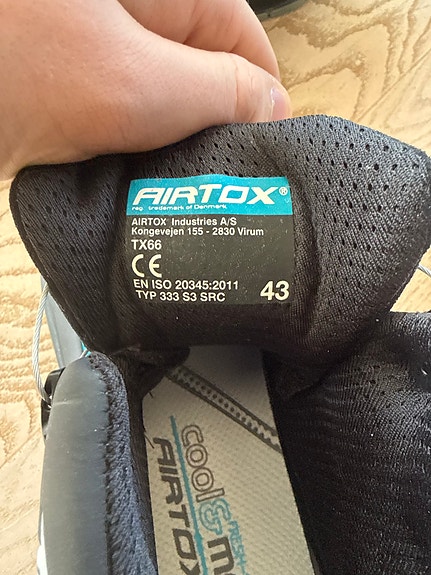 AIRTOX®
reg. trademark of Denmark
AIRTOX Industries A/S
Kongevejen 155 - 2830 Virum
TX66
CE
EN ISO 20345:2011
TYP 333 S3 SRC
43
cool&
FRESH
AIRTOX